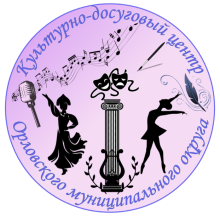 Культурно-досуговый центр
Орловского муниципального округа